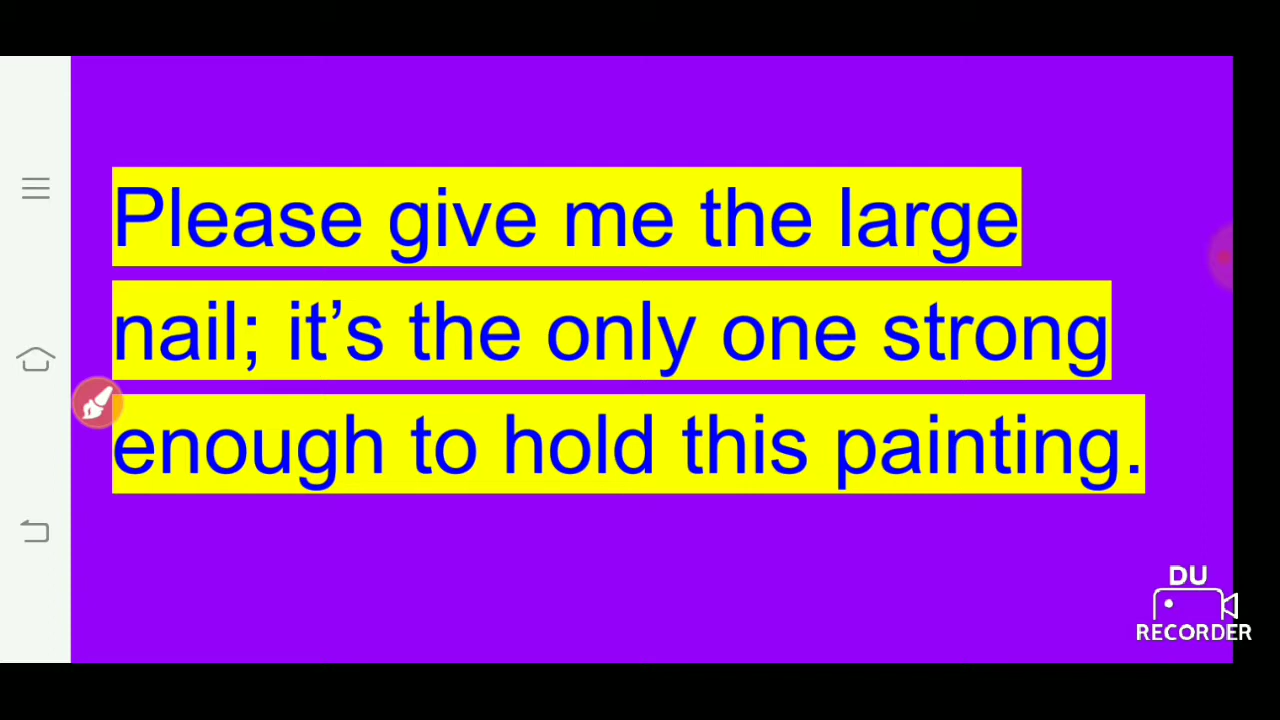 Please give me the large
nail; it’s the only one strong
enough to hold this painting.
DU
RECORDER